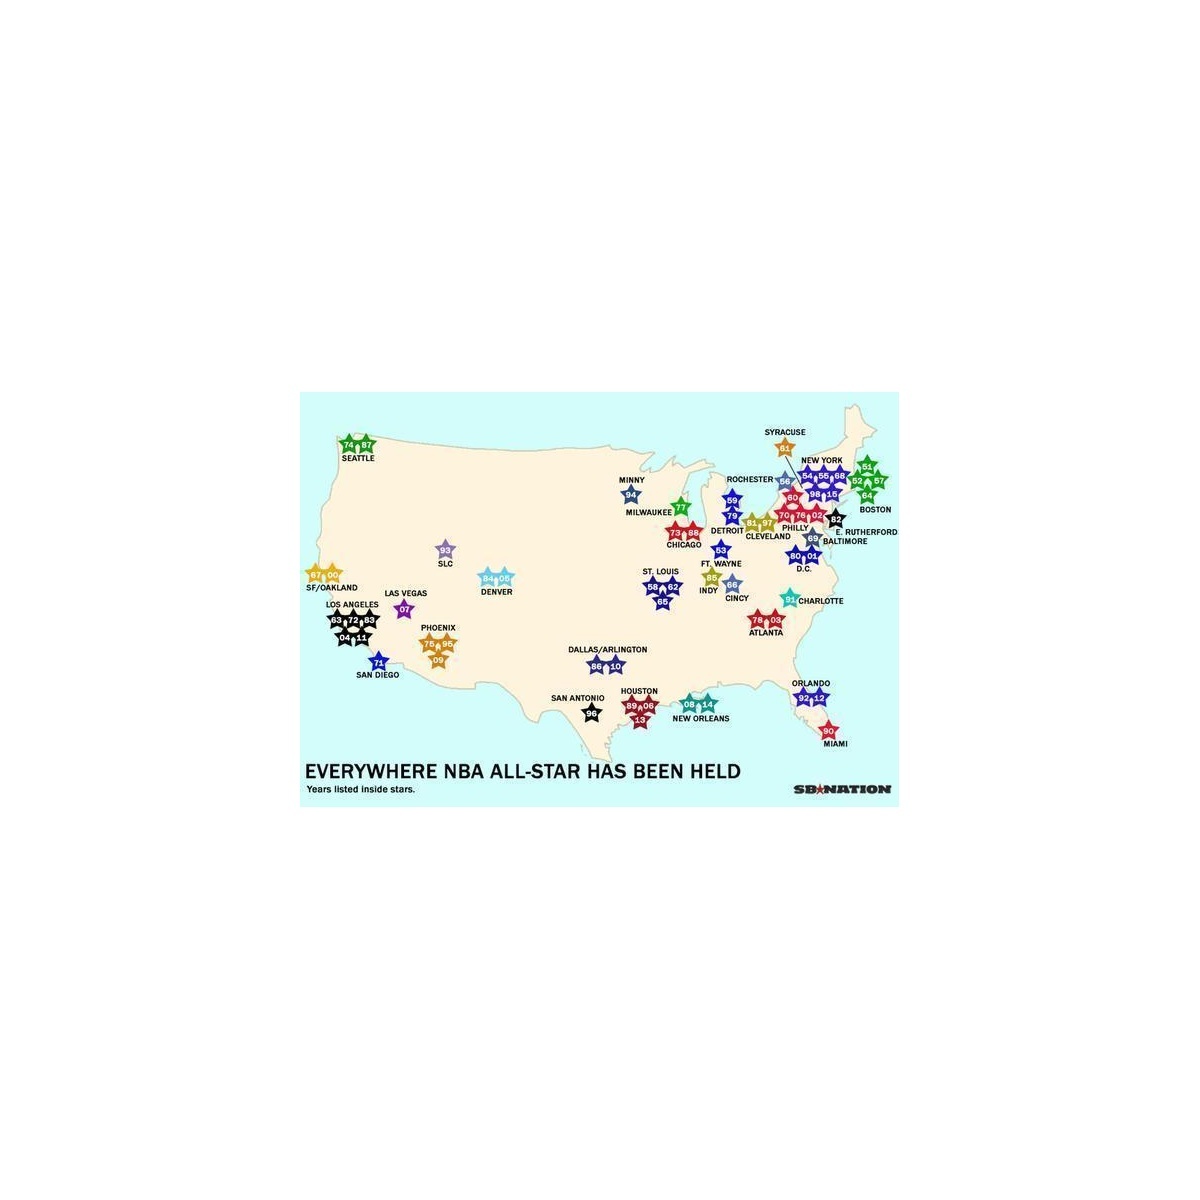 SYRACUSE
61
74 87
SEATTLE
NEW YORK
54 55 68
98 15
51
52 57
64
BOSTON
MINNY
94
ROCHESTER
56
MILWAUKEE
77
59
79
DETROIT
60
70 76 02
PHILLY
82
E. RUTHERFORD
81 97
CLEVELAND
73 88
CHICAGO
69
BALTIMORE
93
SLC
53
FT. WAYNE
80 01
D.C.
67 00
SF/OAKLAND
84 05
DENVER
ST. LOUIS
58 62
65
85
INDY
66
CINCY
LAS VEGAS
07
91
CHARLOTTE
LOS ANGELES
63 72 83
04 11
78 03
ATLANTA
PHOENIX
75 95
09
71
SAN DIEGO
DALLAS/ARLINGTON
86 10
SAN ANTONIO
96
HOUSTON
89 06
13
08 14
NEW ORLEANS
ORLANDO
92 12
90
MIAMI
EVERYWHERE NBA ALL-STAR HAS BEEN HELD
Years listed inside stars.
SB NATION